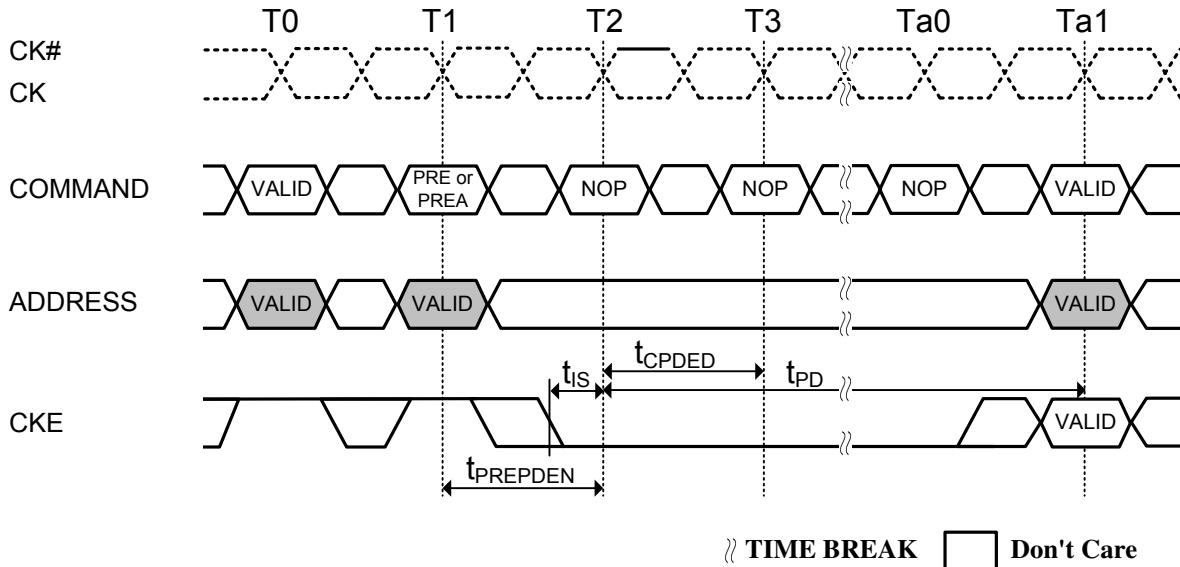 T0 T1 T2 T3 Ta0 Ta1
CK#
CK
COMMAND VALID PRE or PREA NOP NOP NOP VALID
ADDRESS VALID VALID VALID
tIS tCPDED tPD
CKE VALID
tPREPDEN
TIME BREAK Don't Care